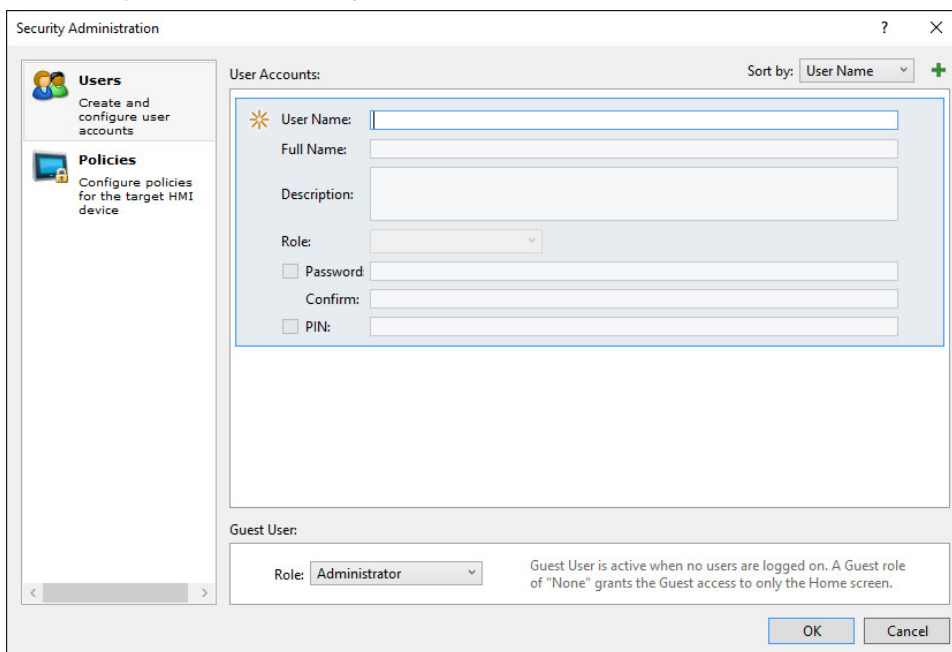 Security Administration
?
Users
Create and
configure user
accounts
Policies
Configure policies
for the target HMI
device
User Accounts:
Sort by: User Name
User Name:
Full Name:
Description:
Role:
Password:
Confirm:
PIN:
Guest User:
Role: Administrator
Guest User is active when no users are logged on. A Guest role
of "None" grants the Guest access to only the Home screen.
OK
Cancel